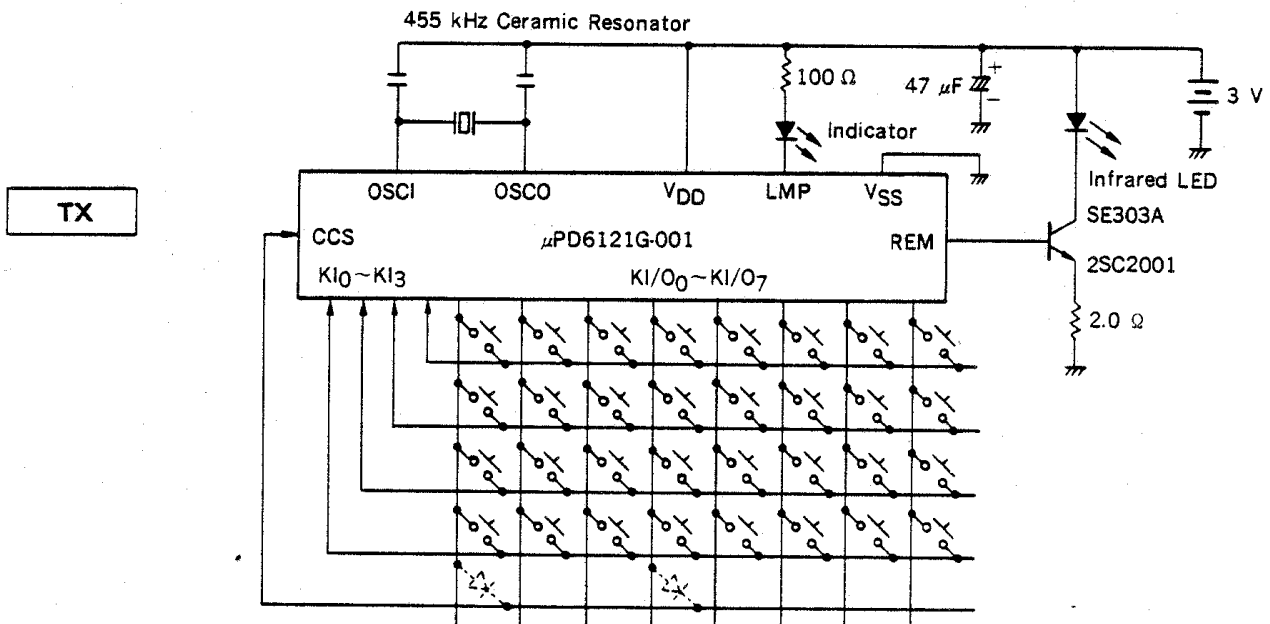 455 kHz Ceramic Resonator
100 Ω
47 μF
+
−
3 V
Indicator
Infrared LED
SE303A
2SC2001
2.0 Ω
TX
OSCI OSCO VDD LMP VSS
CCS μPD6121G-001 REM
KI0~KI3 KI/O0~KI/O7